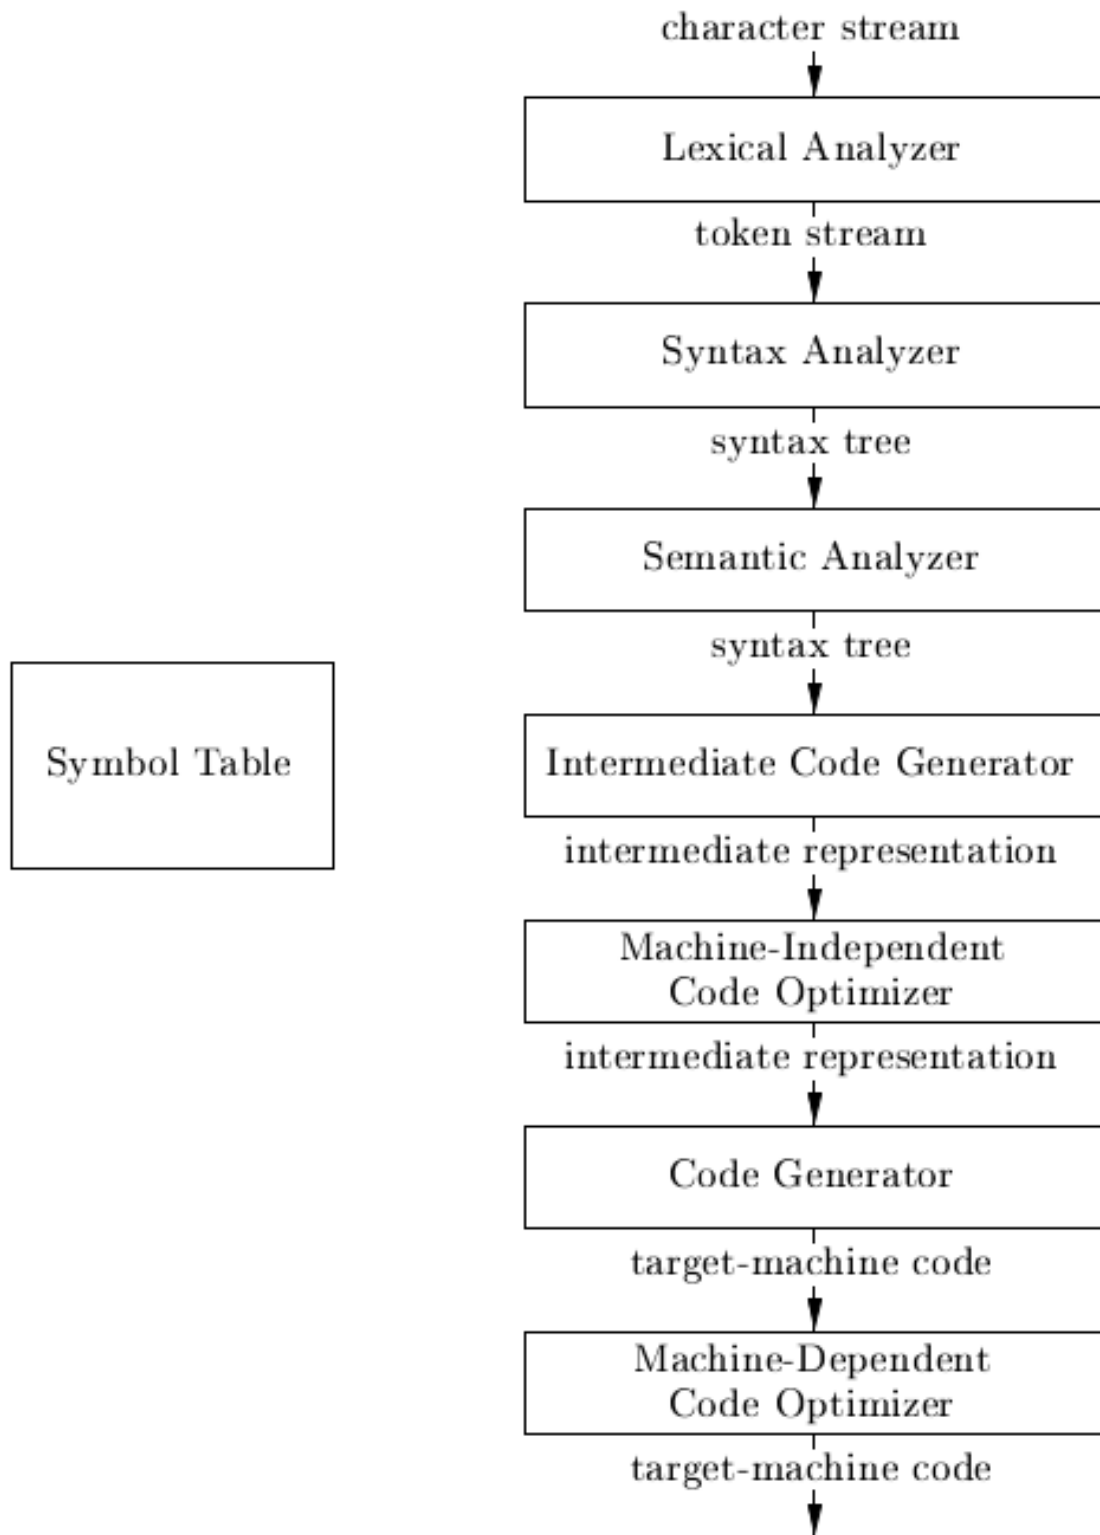 character stream
Lexical Analyzer
token stream
Syntax Analyzer
syntax tree
Semantic Analyzer
syntax tree
Symbol Table
Intermediate Code Generator
intermediate representation
Machine-Independent
Code Optimizer
intermediate representation
Code Generator
target-machine code
Machine-Dependent
Code Optimizer
target-machine code